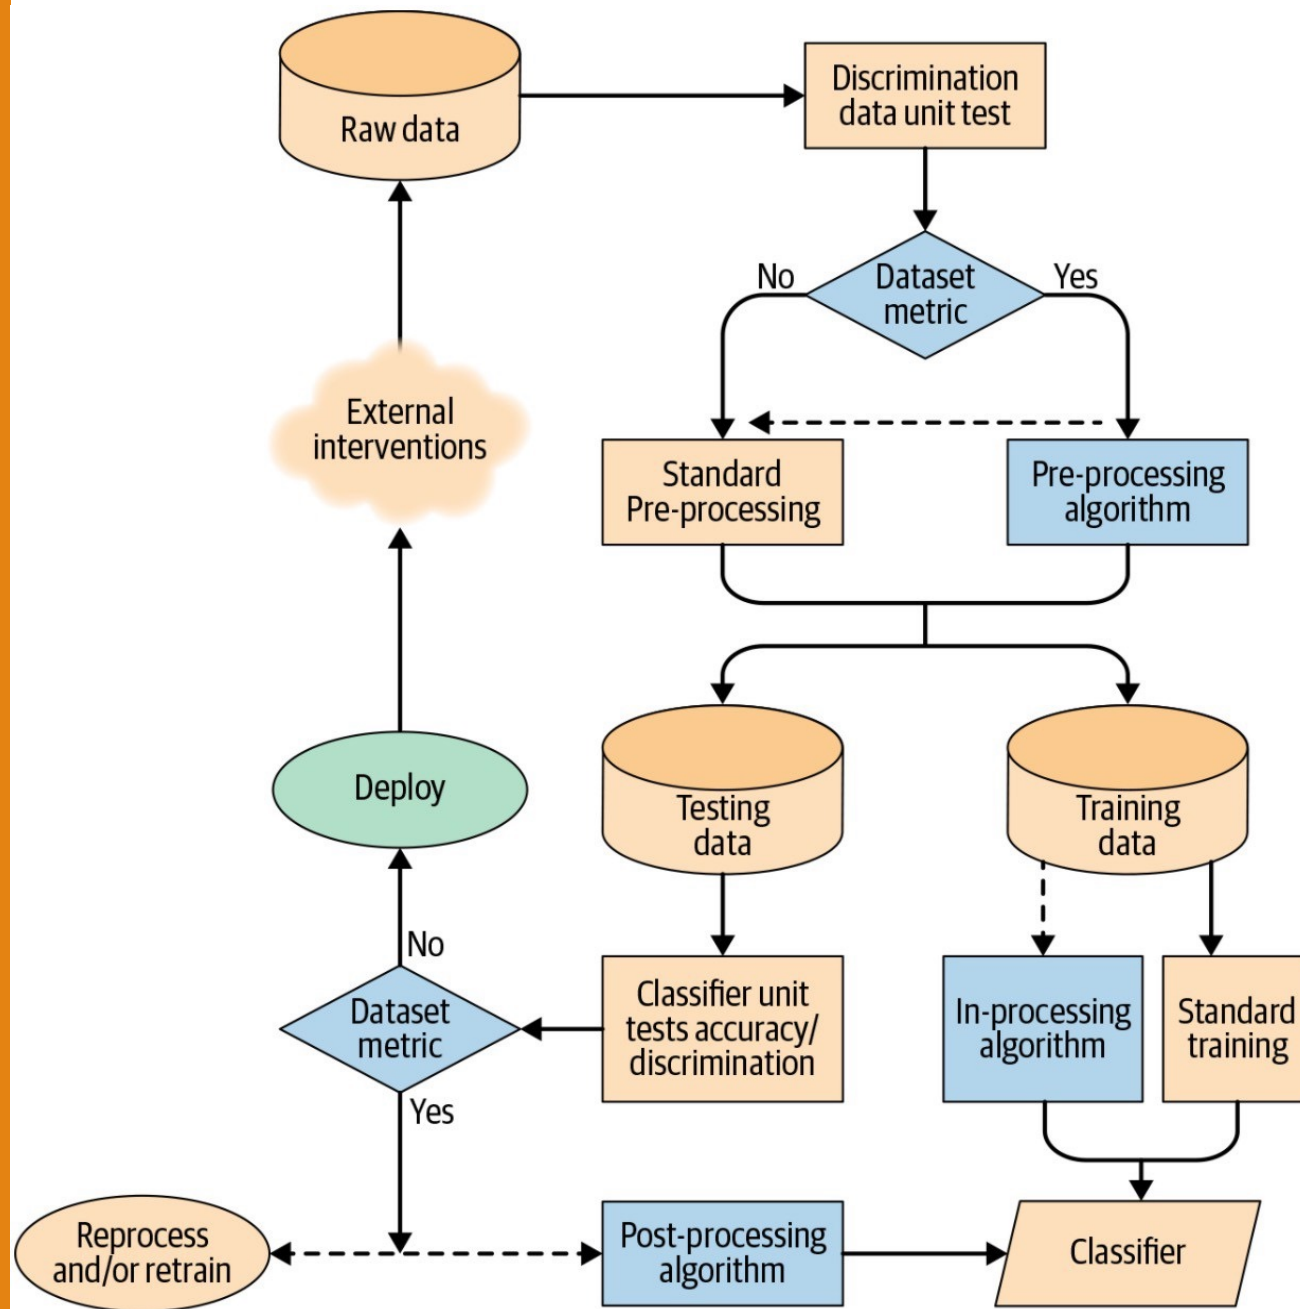 Raw data
Discrimination
data unit test
No
Dataset
metric
Yes
External
interventions
Standard
Pre-processing
Pre-processing
algorithm
Deploy
Testing
data
Training
data
No
Dataset
metric
Yes
Classifier unit
tests accuracy/
discrimination
In-processing
algorithm
Standard
training
Reprocess
and/or retrain
Post-processing
algorithm
Classifier